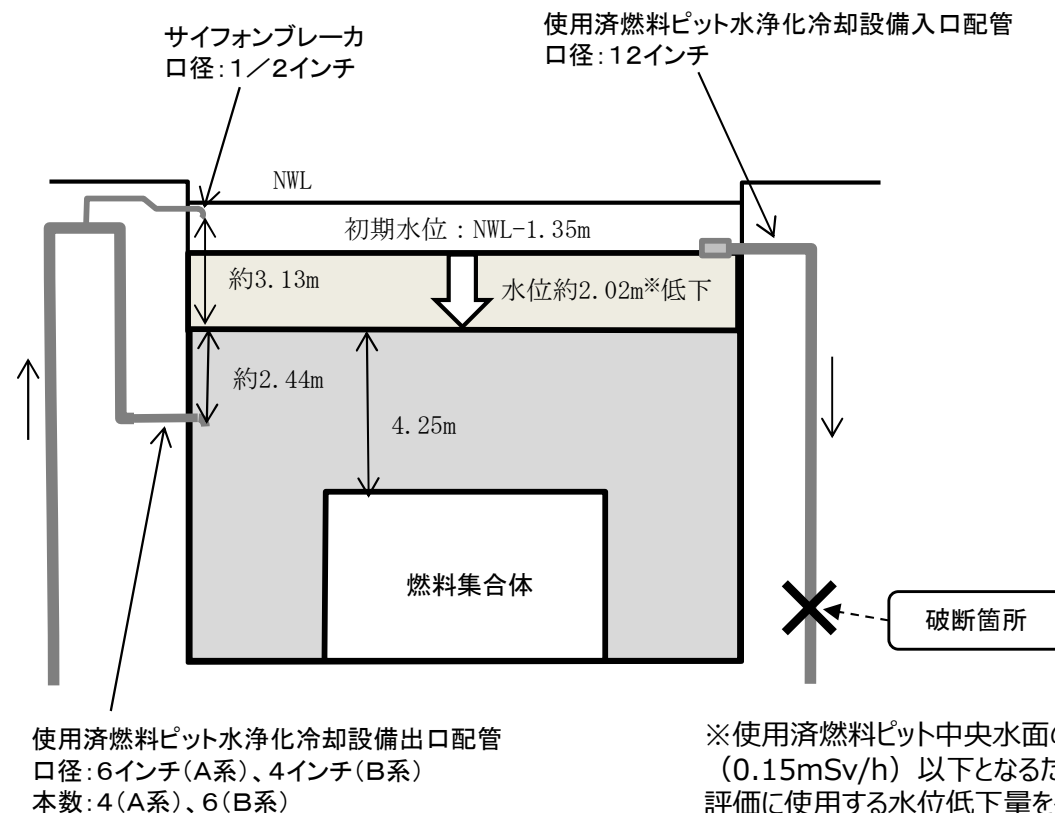 サイフォンブレーカ
口径：１／２インチ
使用済燃料ピット水浄化冷却設備入口配管
口径：１２インチ
NWL
初期水位：NWL-1.35m
約3.13m
水位約2.02m※低下
約2.44m
4.25m
燃料集合体
破断箇所
使用済燃料ピット水浄化冷却設備出口配管
口径：６インチ（Ａ系）、４インチ（Ｂ系）
本数：４（Ａ系）、６（Ｂ系）
※使用済燃料ピット中央水面の
（0.15mSv/h）以下となるた
評価に使用する水位低下量を